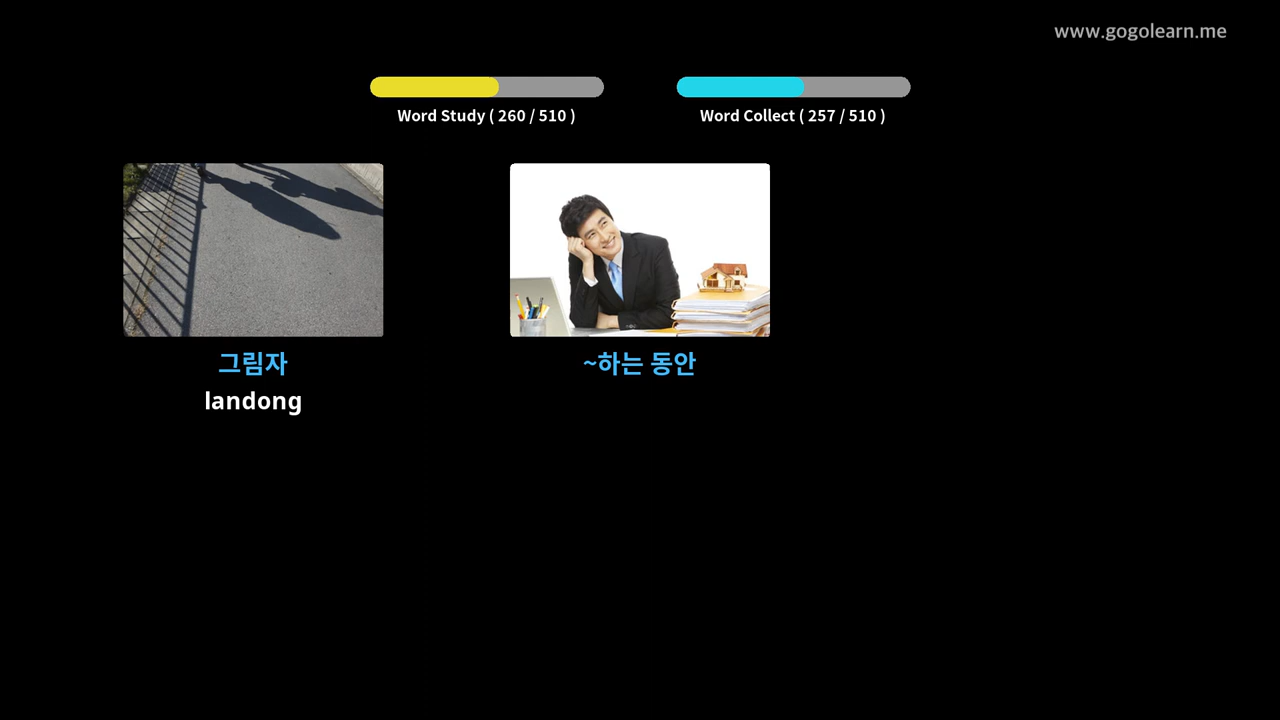 www.gogolearn.me
Word Study ( 260 / 510 )
Word Collect ( 257 / 510 )
그림자
landong
~하는 동안